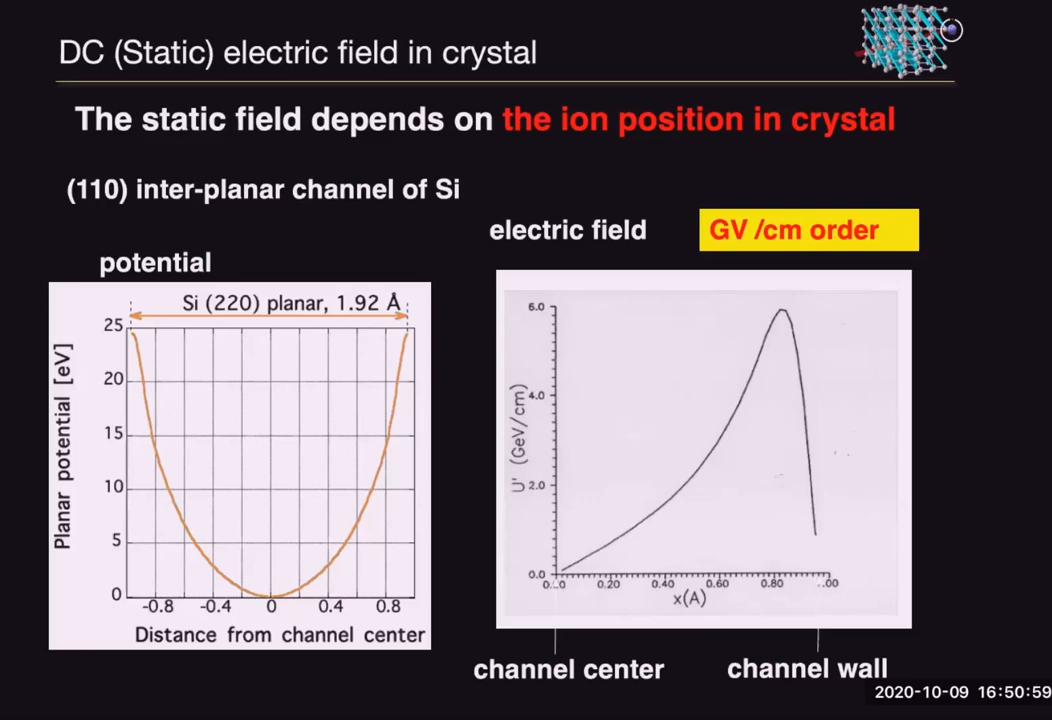 DC (Static) electric field in crystal
The static field depends on the ion position in crystal
(110) inter-planar channel of Si
electric field
GV /cm order
potential
Si (220) planar, 1.92 Å
Planar potential [eV]
25
20
15
10
5
0
-0.8 -0.4 0 0.4 0.8
Distance from channel center
U' (GeV/cm)
6.0
4.0
2.0
0.0
0.20 0.40 0.60 0.80
x(A)
channel center
channel wall
2020-10-09 16:50:59